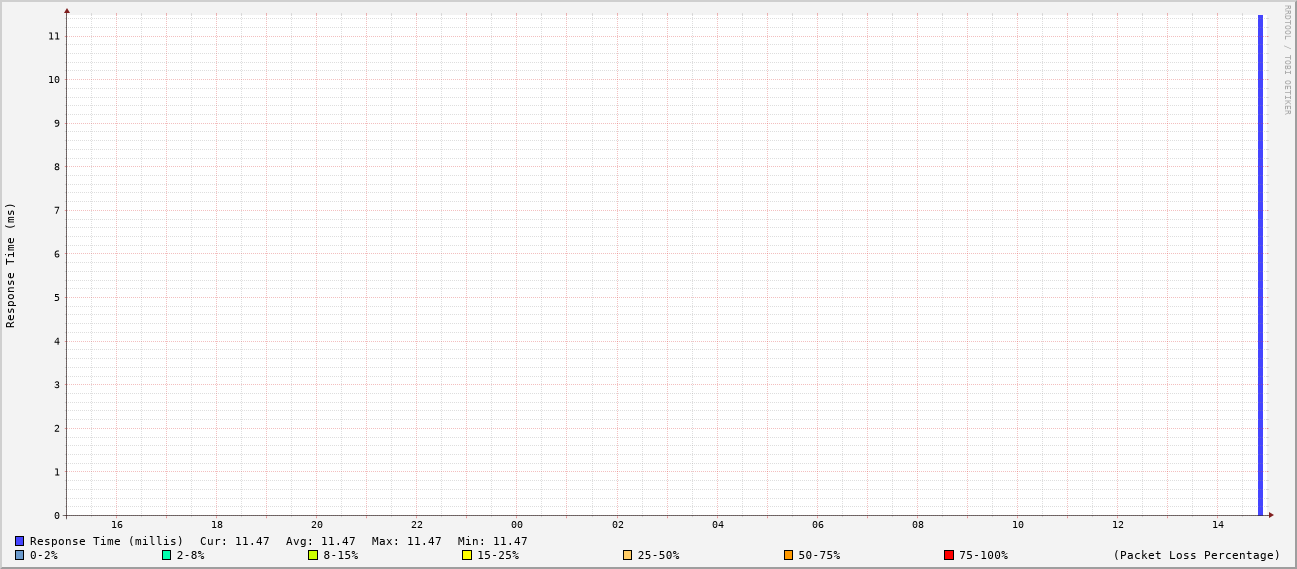 RRDTOOL / TOBI OETIKER
Response Time (ms)
11
10
9
8
7
6
5
4
3
2
1
0
16 18 20 22 00 02 04 06 08 10 12 14
Response Time (millis) Cur: 11.47 Avg: 11.47 Max: 11.47 Min: 11.47
0-2% 2-8% 8-15% 15-25% 25-50% 50-75% 75-100% (Packet Loss Percentage)